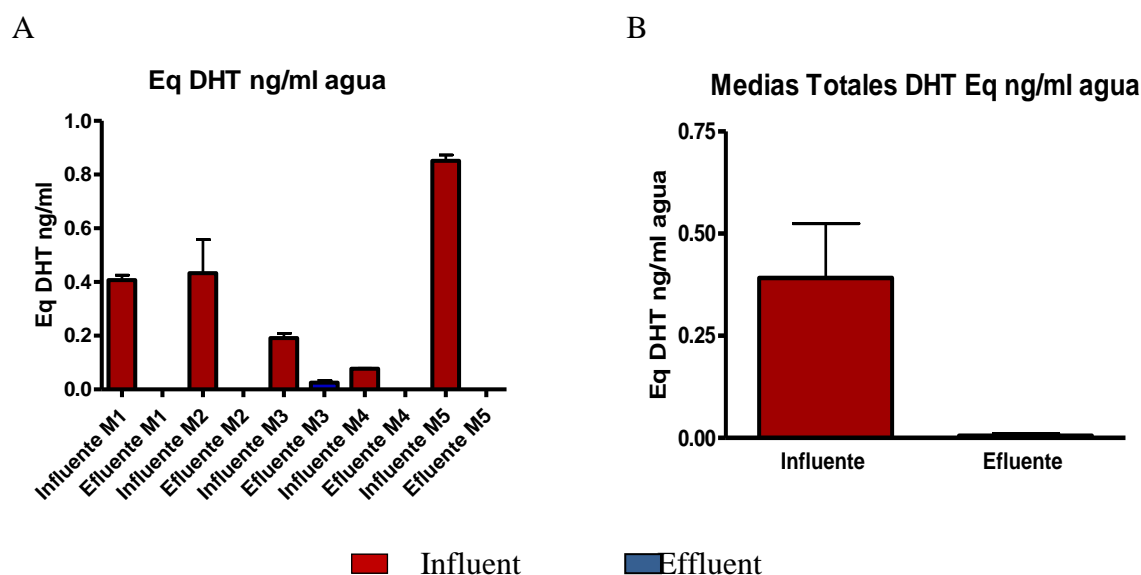 A
B
Eq DHT ng/ml agua
Medias Totales DHT Eq ng/ml agua
Eq DHT ng/ml
1.0
0.8
0.6
0.4
0.2
0.0
Influente M1
Efluente M1
Influente M2
Efluente M2
Influente M3
Efluente M3
Influente M4
Efluente M4
Influente M5
Efluente M5
Eq DHT ng/ml agua
0.75
0.50
0.25
0.00
Influente
Efluente
Influent
Effluent